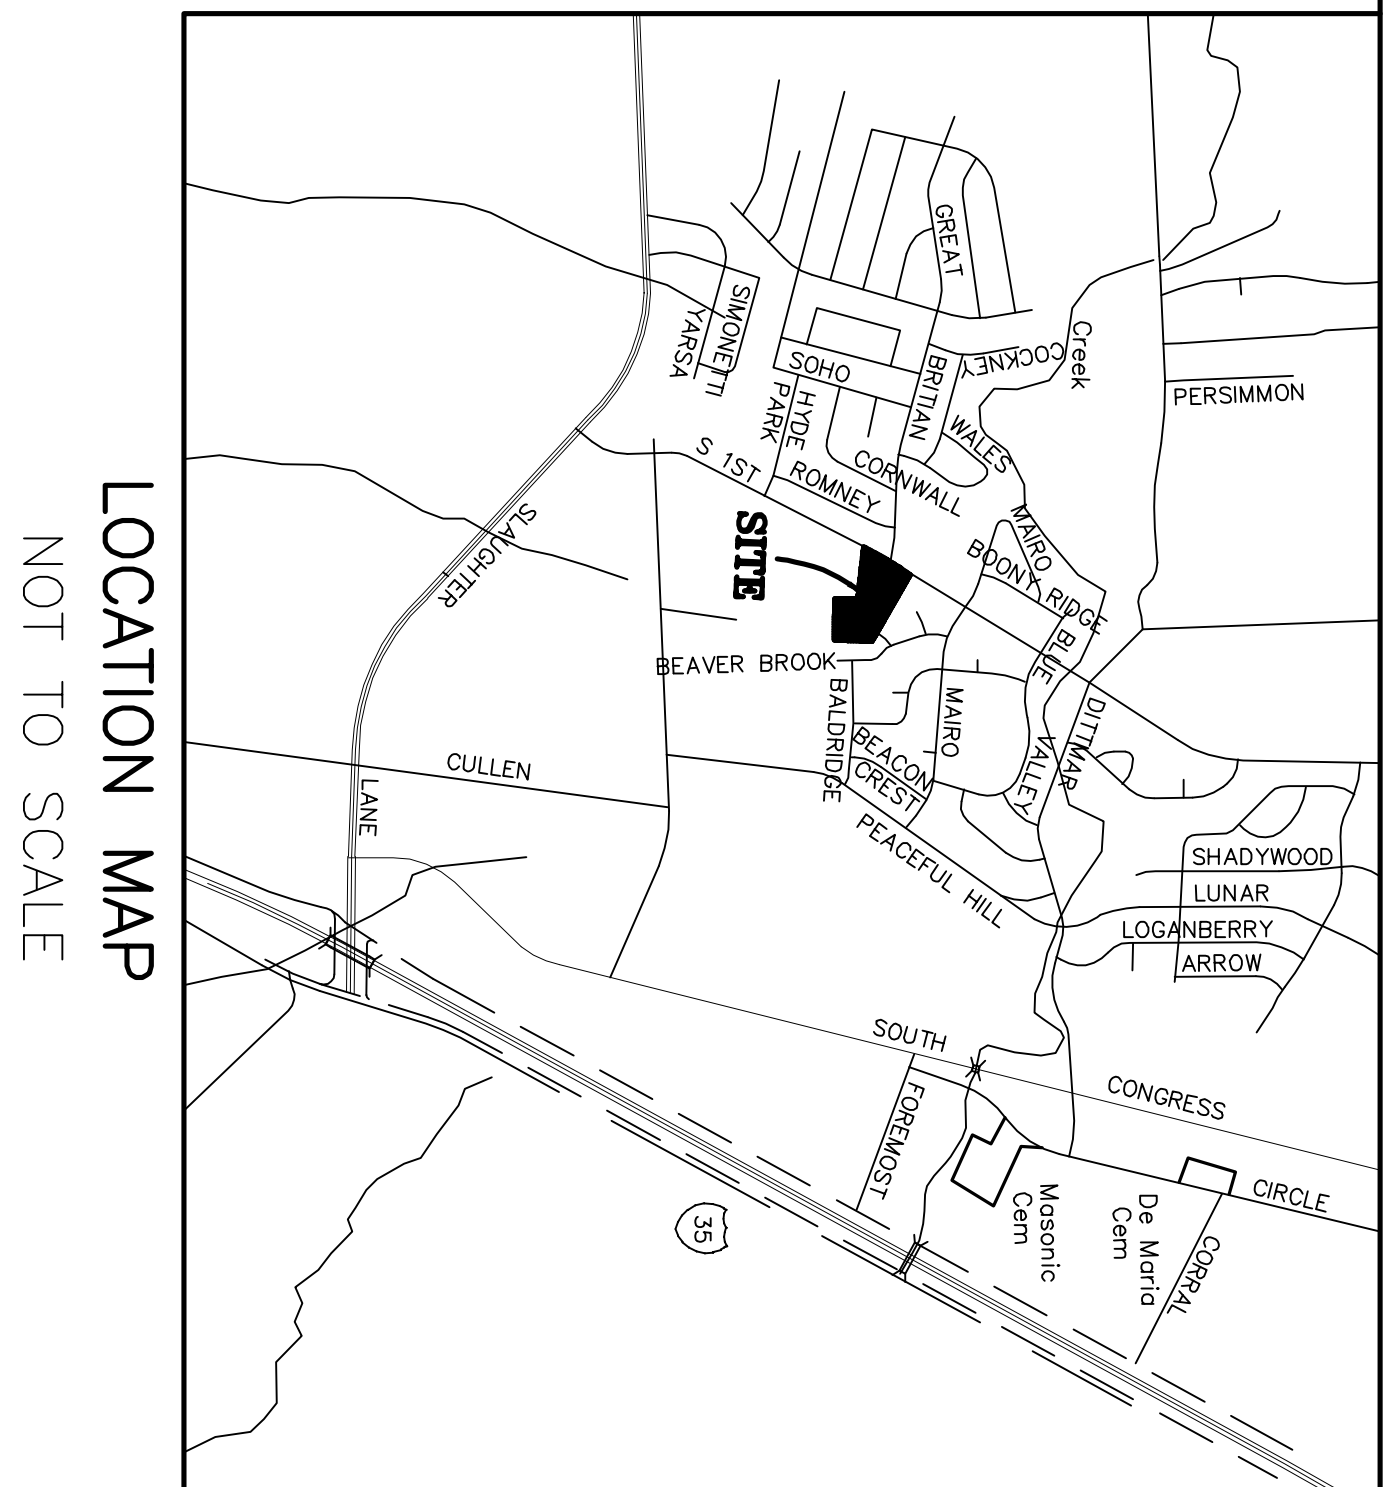 Creek
GREAT
COCKNEY
PERSIMMON
SIMONETTI
YARSA
SOHO
BRITIAN
HYDE
PARK
WALES
S 1ST
ROMNEY
CORNWALL
MAIRO
BOONY RIDGE
SITE
SLAUGHTER
BLUE
BEAVER BROOK
BALDRIDGE
MAIRO
DITTMAR
BEACON
CREST
VALLEY
CULLEN
LANE
PEACEFUL HILL
SHADYWOOD
LUNAR
LOGANBERRY
ARROW
SOUTH
CONGRESS
FOREMOST
CIRCLE
Masonic
Cem
De Maria
Cem
CORRAL
35
LOCATION MAP
NOT TO SCALE